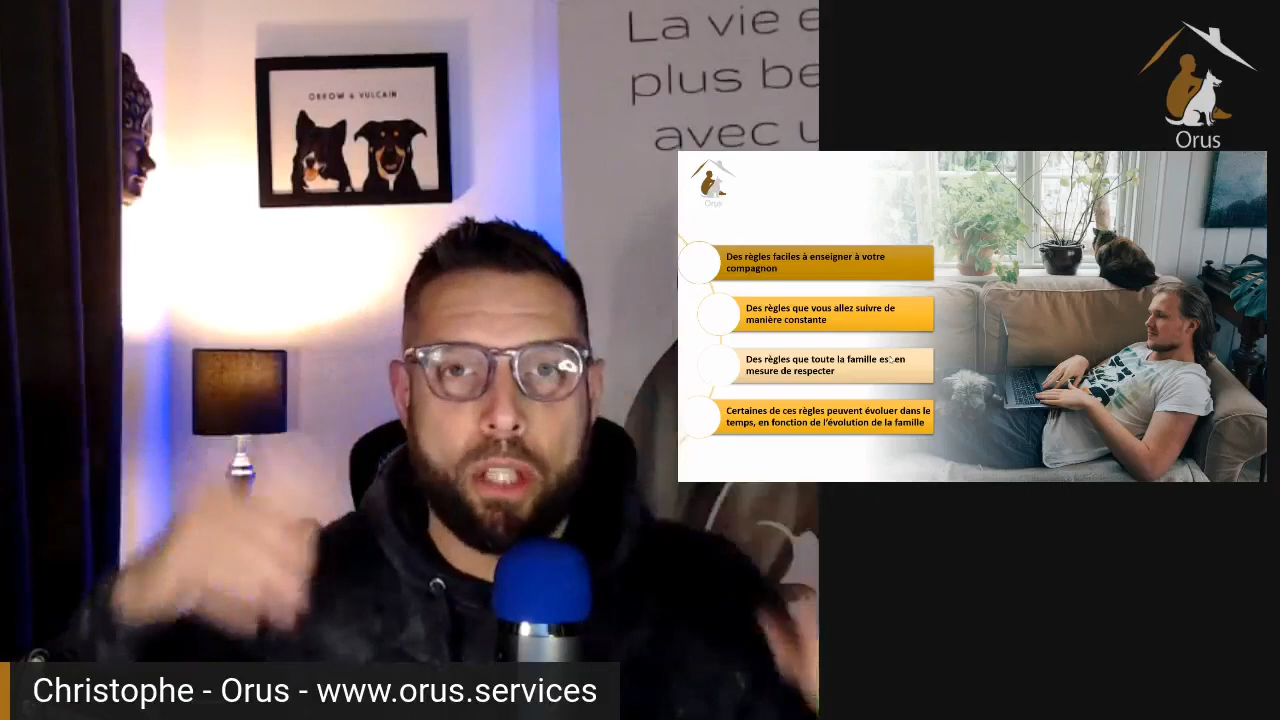 La vie e
plus be
avec u
ORROW & VULCAIN
Orus
Orus
Des règles faciles à enseigner à votre
compagnon
Des règles que vous allez suivre de
manière constante
Des règles que toute la famille est en
mesure de respecter
Certaines de ces règles peuvent évoluer dans le
temps, en fonction de l'évolution de la famille
Christophe - Orus - www.orus.services